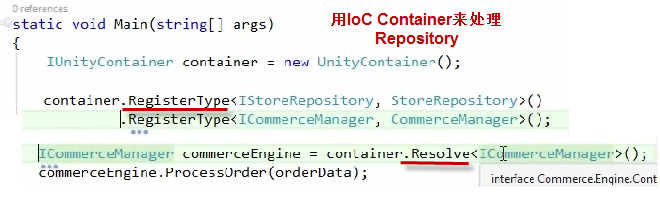 0 references
static void Main(string[] args)
用IoC Container来处理
Repository
{
IUnityContainer container = new UnityContainer();
container.RegisterType<IStoreRepository, StoreRepository>()
.RegisterType<ICommerceManager, CommerceManager>();
ICommerceManager commerceEngine = container.Resolve<ICommerceManager>();
commerceEngine.ProcessOrder(orderData);
interface Commerce.Engine.Cont